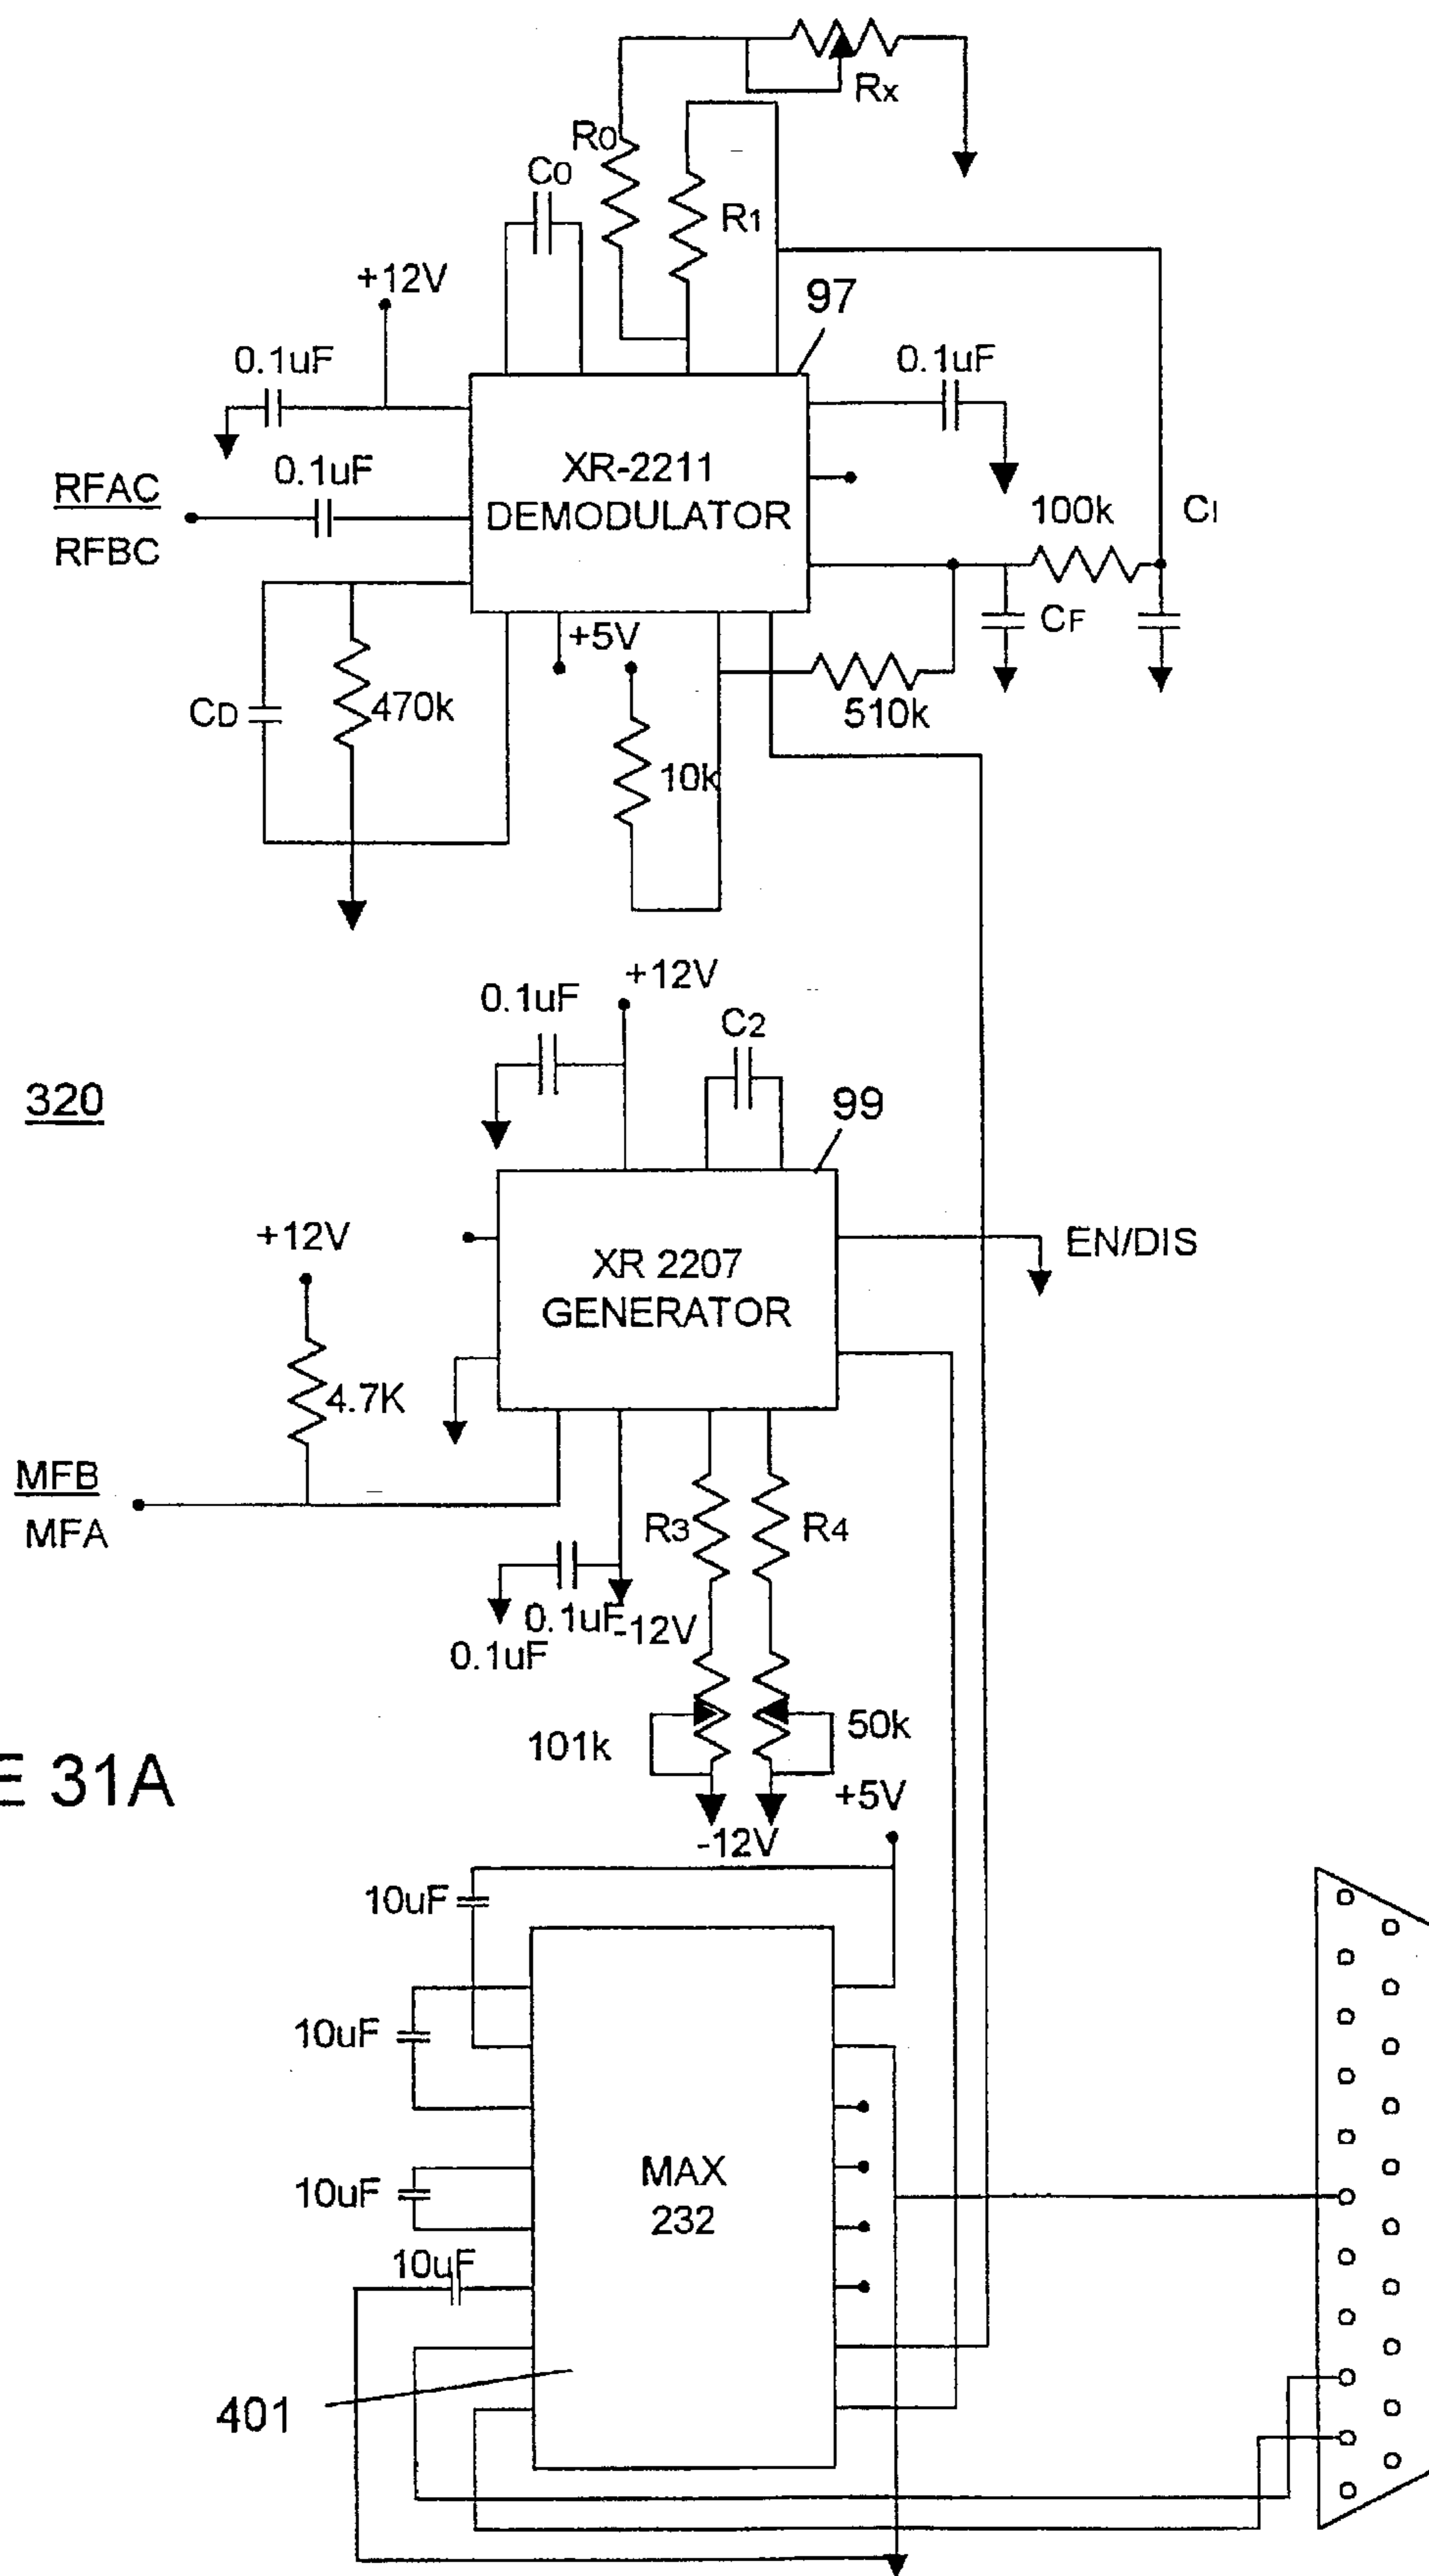 Rx
R0
C0
R1
+12V
97
0.1uF
0.1uF
RFAC
0.1uF
XR-2211
DEMODULATOR
RFBC
100k
CI
+5V
CF
CD
470k
510k
10k
+12V
0.1uF
C2
320
99
+12V
EN/DIS
XR 2207
GENERATOR
4.7K
MFB
MFA
R3
R4
0.1uF
-12V
0.1uF
101k
50k
E 31A
+5V
-12V
10uF
10uF
MAX
232
10uF
10uF
401